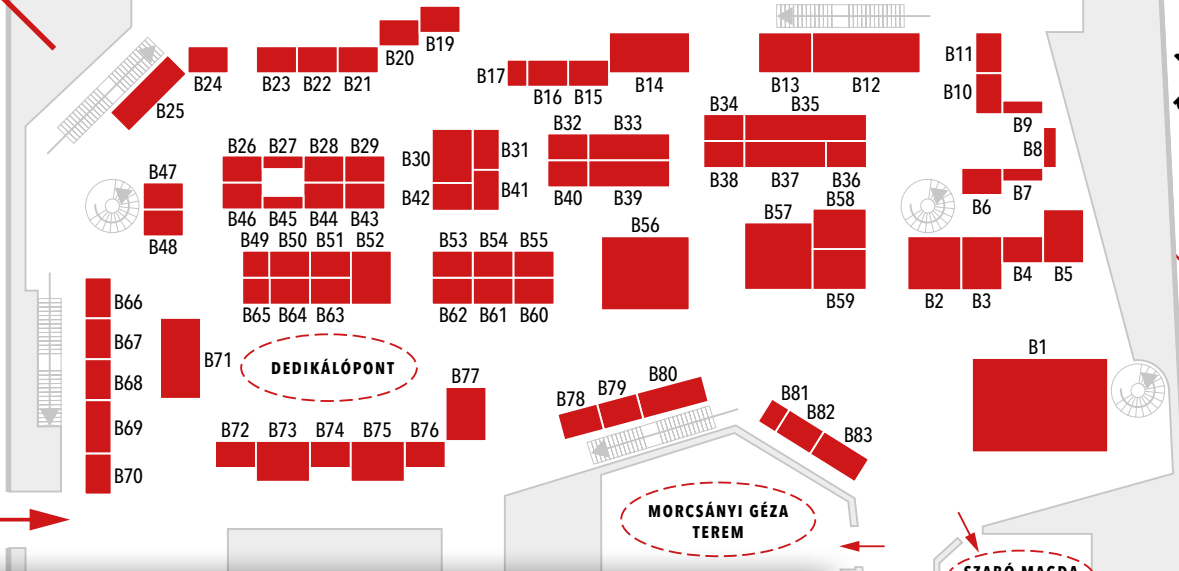 B19
B20
B24
B23 B22 B21
B17
B16 B15
B14
B13 B12
B11
B10
B9
B8
B7
B6
B25
B34 B35
B38 B37 B36
B32 B33
B40 B39
B26 B27 B28 B29
B46 B45 B44 B43
B30 B31
B42 B41
B47
B48
B49 B50 B51 B52
B65 B64 B63
B53 B54 B55
B62 B61 B60
B56
B57 B58
B59
B2 B3 B4 B5
B66
B67
B68
B69
B70
B71
DEDIKÁLÓPONT
B1
B77
B72 B73 B74 B75 B76
B78 B79 B80
B81
B82
B83
MORCSÁNYI GÉZA
TEREM
SZABÓ MAGDA